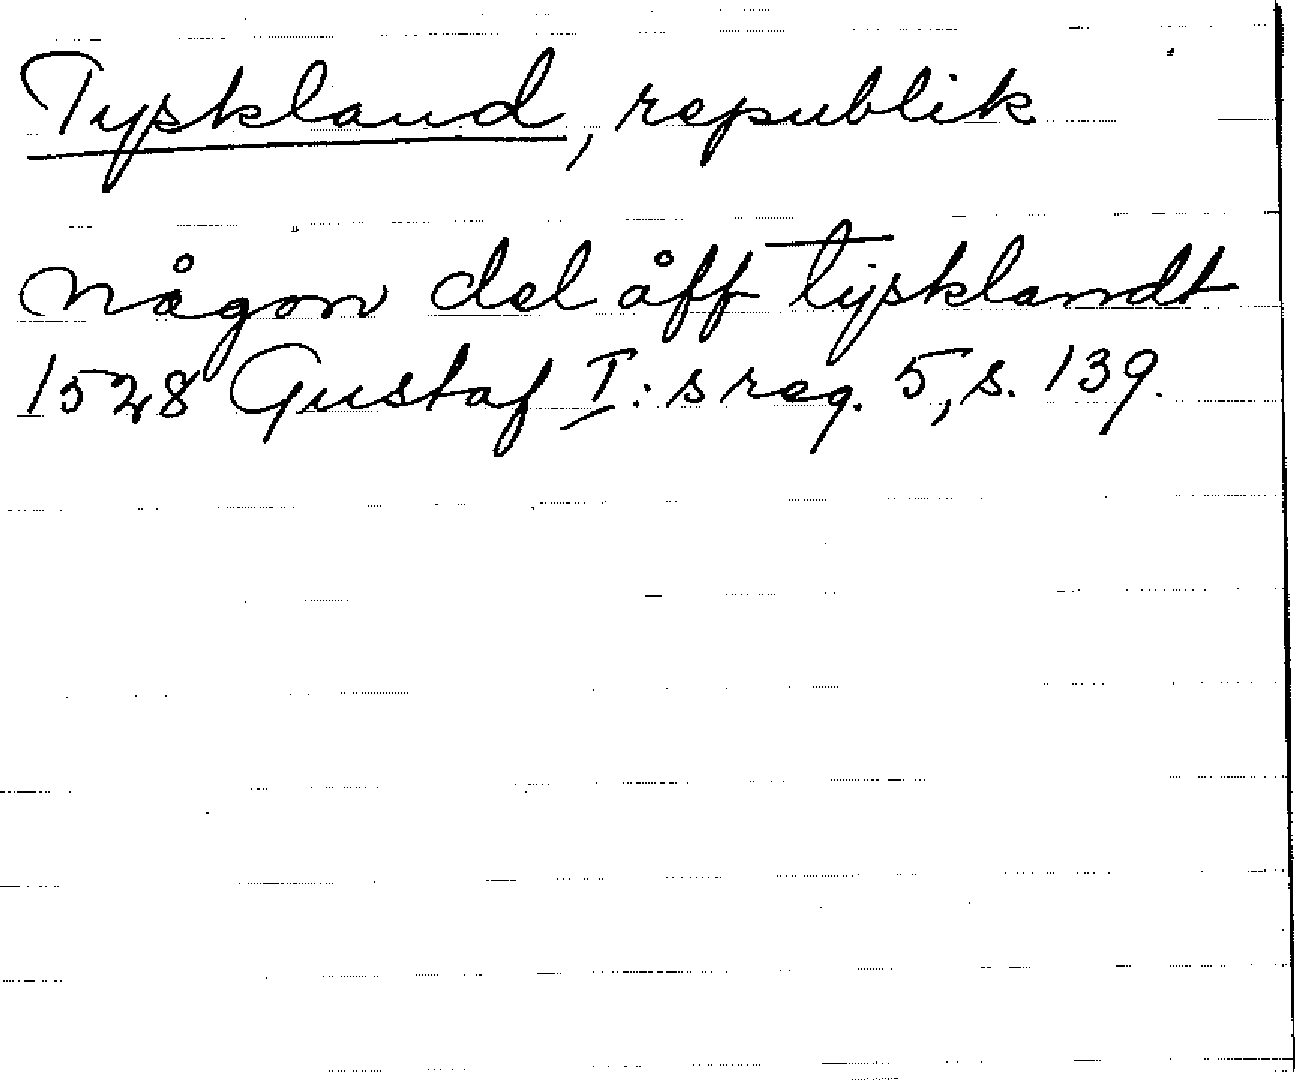 Tyskland, republik
någon del åff tysklandt
1528 Gustaf I:s reg. 5, s. 139.